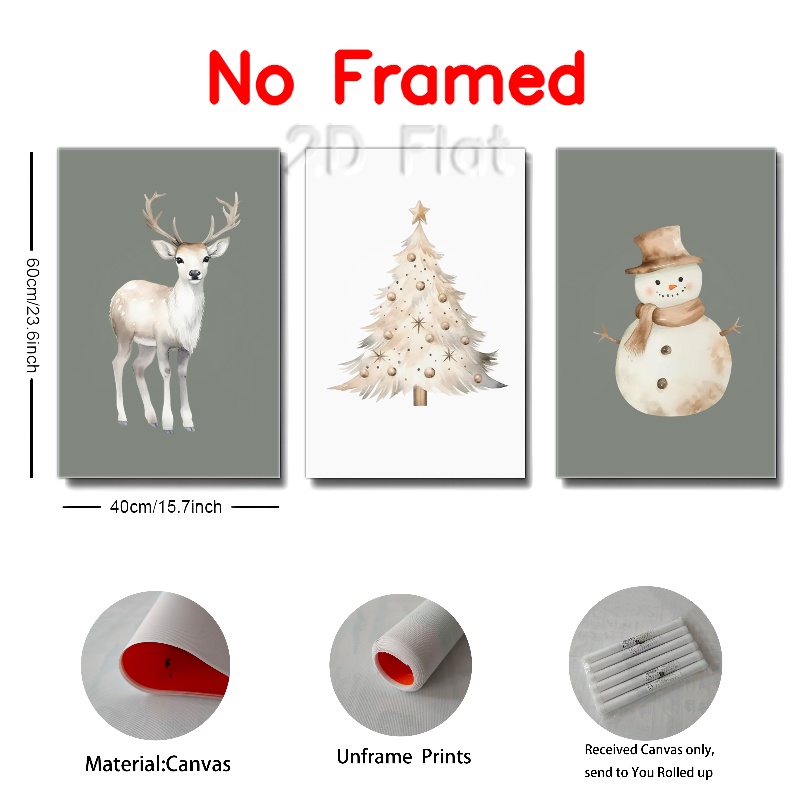 No Framed
2D Flat
60cm/23.6inch
40cm/15.7inch
Material:Canvas
Unframe Prints
Received Canvas only,
send to You Rolled up